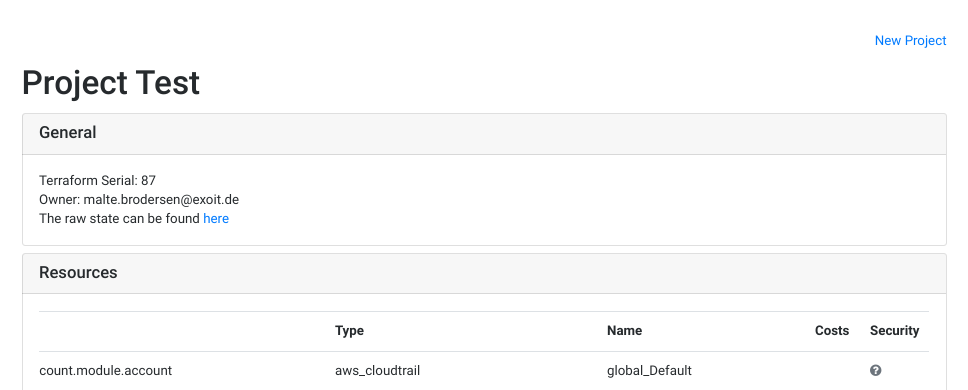 New Project
Project Test
General
Terraform Serial: 87
Owner: malte.brodersen@exoit.de
The raw state can be found here
Resources
Type Name Costs Security
count.module.account aws_cloudtrail global_Default ?